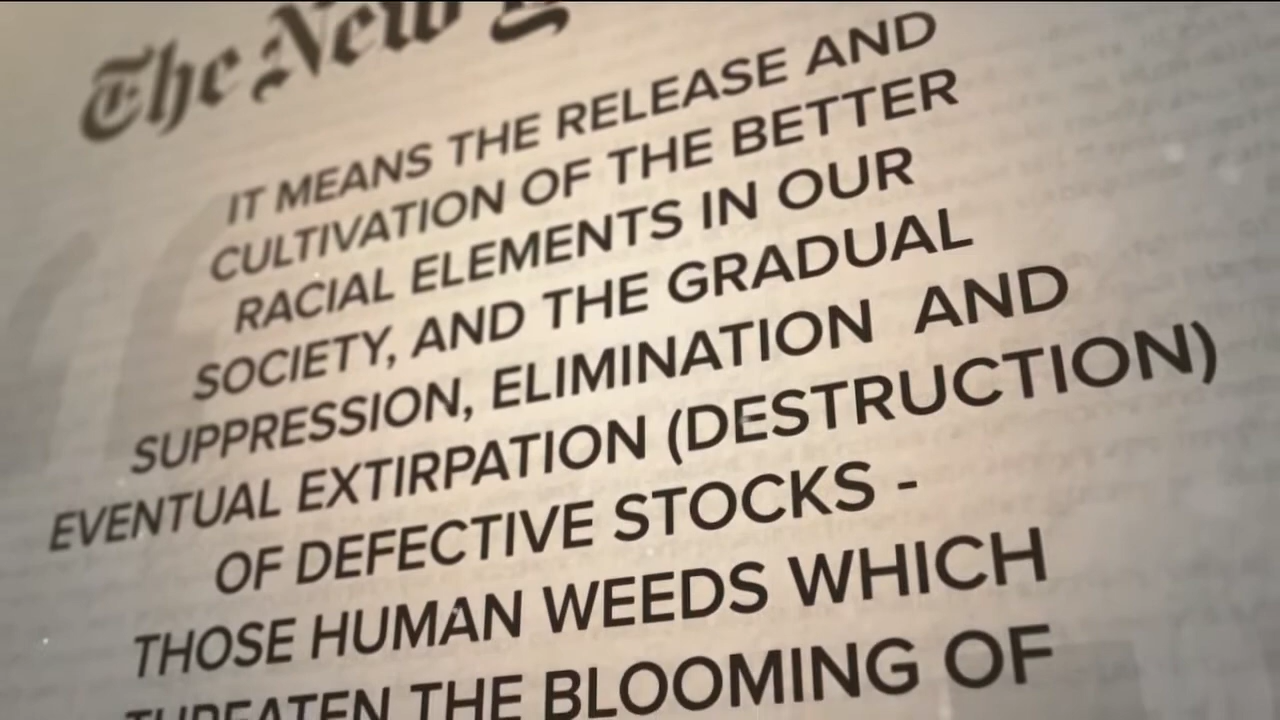 The New
IT MEANS THE RELEASE AND
CULTIVATION OF THE BETTER
RACIAL ELEMENTS IN OUR
SOCIETY, AND THE GRADUAL
SUPPRESSION, ELIMINATION AND
EVENTUAL EXTIRPATION (DESTRUCTION)
OF DEFECTIVE STOCKS -
THOSE HUMAN WEEDS WHICH
THREATEN THE BLOOMING OF